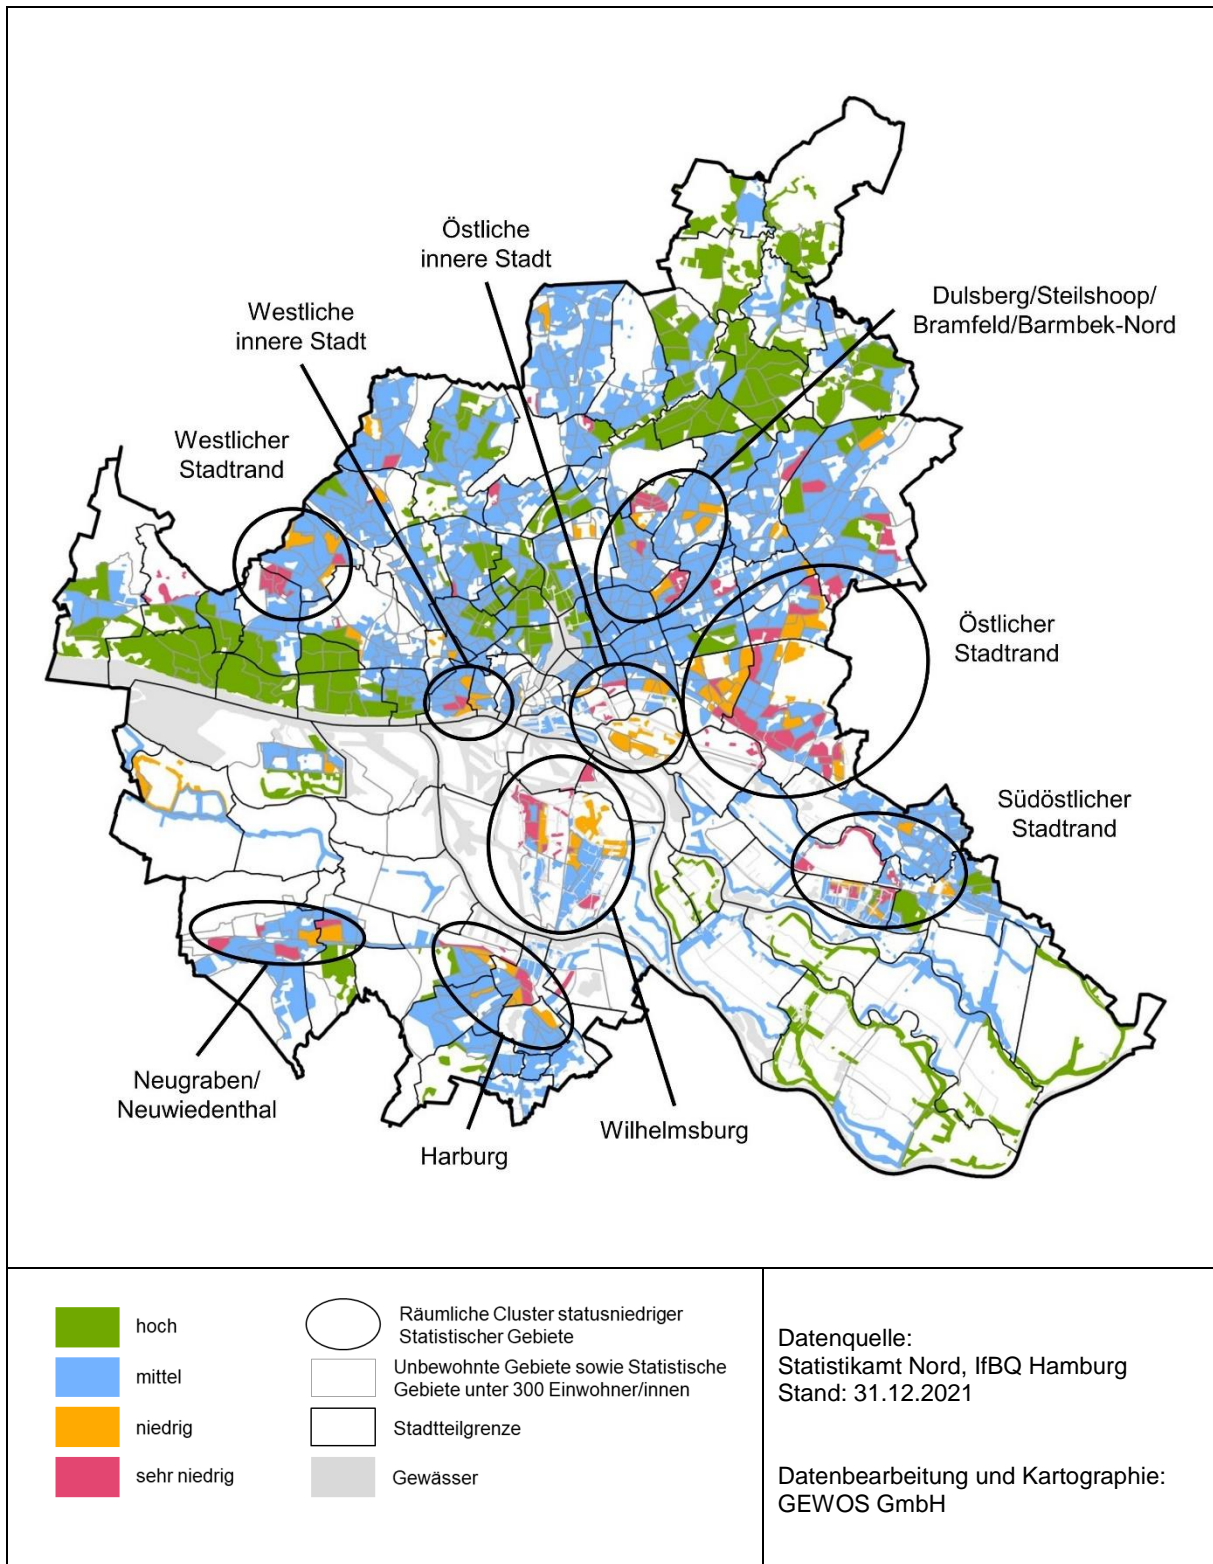 Östliche
innere Stadt
Westliche
innere Stadt
Dulsberg/Steilshoop/
Bramfeld/Barmbek-Nord
Westlicher
Stadtrand
Östlicher
Stadtrand
Südöstlicher
Stadtrand
Neugraben/
Neuwiedenthal
Harburg
Wilhelmsburg
hoch
mittel
niedrig
sehr niedrig
Räumliche Cluster statusniedriger
Statistischer Gebiete
Unbewohnte Gebiete sowie Statistische
Gebiete unter 300 Einwohner/innen
Stadtteilgrenze
Gewässer
Datenquelle:
Statistikamt Nord, IfBQ Hamburg
Stand: 31.12.2021
Datenbearbeitung und Kartographie:
GEWOS GmbH